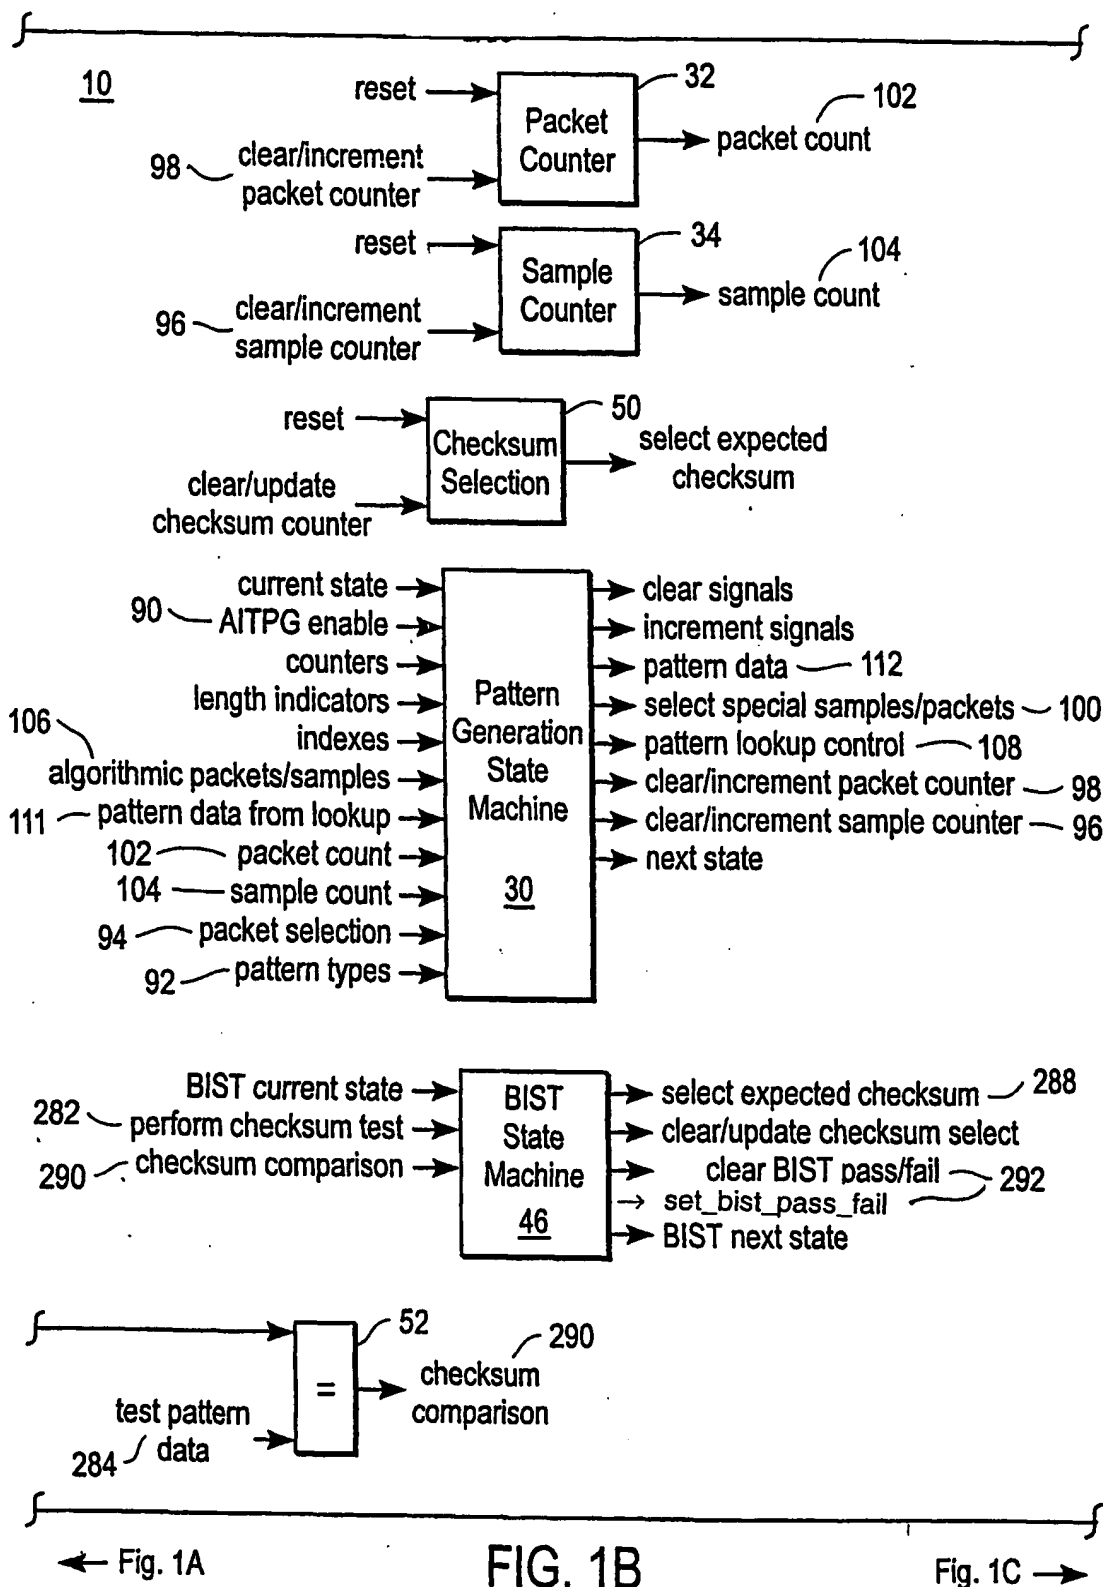 10
reset
32
Packet
Counter
102
packet count
98
clear/increment
packet counter
reset
34
Sample
Counter
104
sample count
96
clear/increment
sample counter
reset
50
Checksum
Selection
select expected
checksum
clear/update
checksum counter
current state
90
AITPG enable
counters
length indicators
indexes
106
algorithmic packets/samples
111
pattern data from lookup
102
packet count
104
sample count
94
packet selection
92
pattern types
Pattern
Generation
State
Machine
30
clear signals
increment signals
pattern data
112
select special samples/packets
100
pattern lookup control
108
clear/increment packet counter
98
clear/increment sample counter
96
next state
BIST current state
282
perform checksum test
290
checksum comparison
BIST
State
Machine
46
select expected checksum
288
clear/update checksum select
clear BIST pass/fail
292
set_bist_pass_fail
BIST next state
52
=
290
checksum
comparison
test pattern
data
284
Fig. 1A
FIG. 1B
Fig. 1C